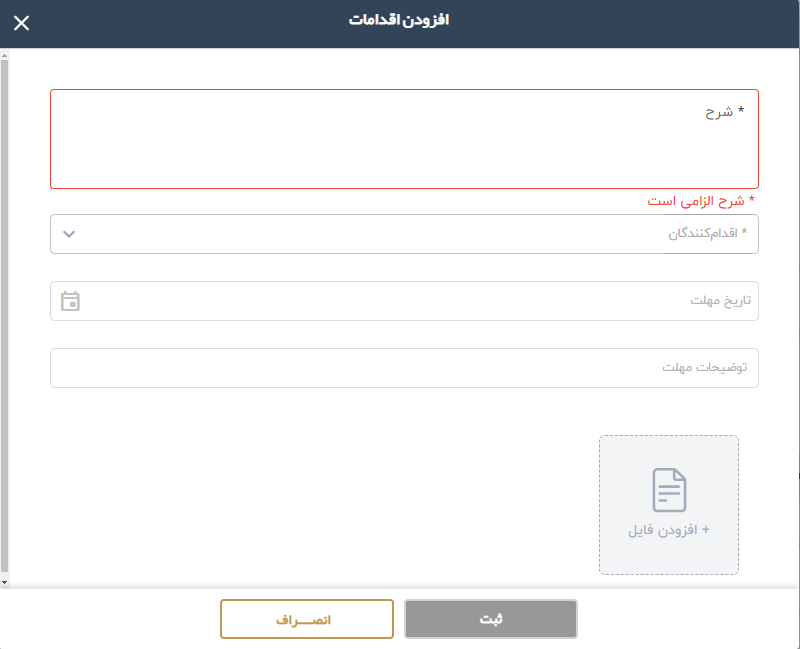 افزودن اقدامات
* شرح
* شرح الزامی است
* اقدام‌کنندگان
تاریخ مهلت
توضیحات مهلت
+ افزودن فایل
ثبت
انصـــراف